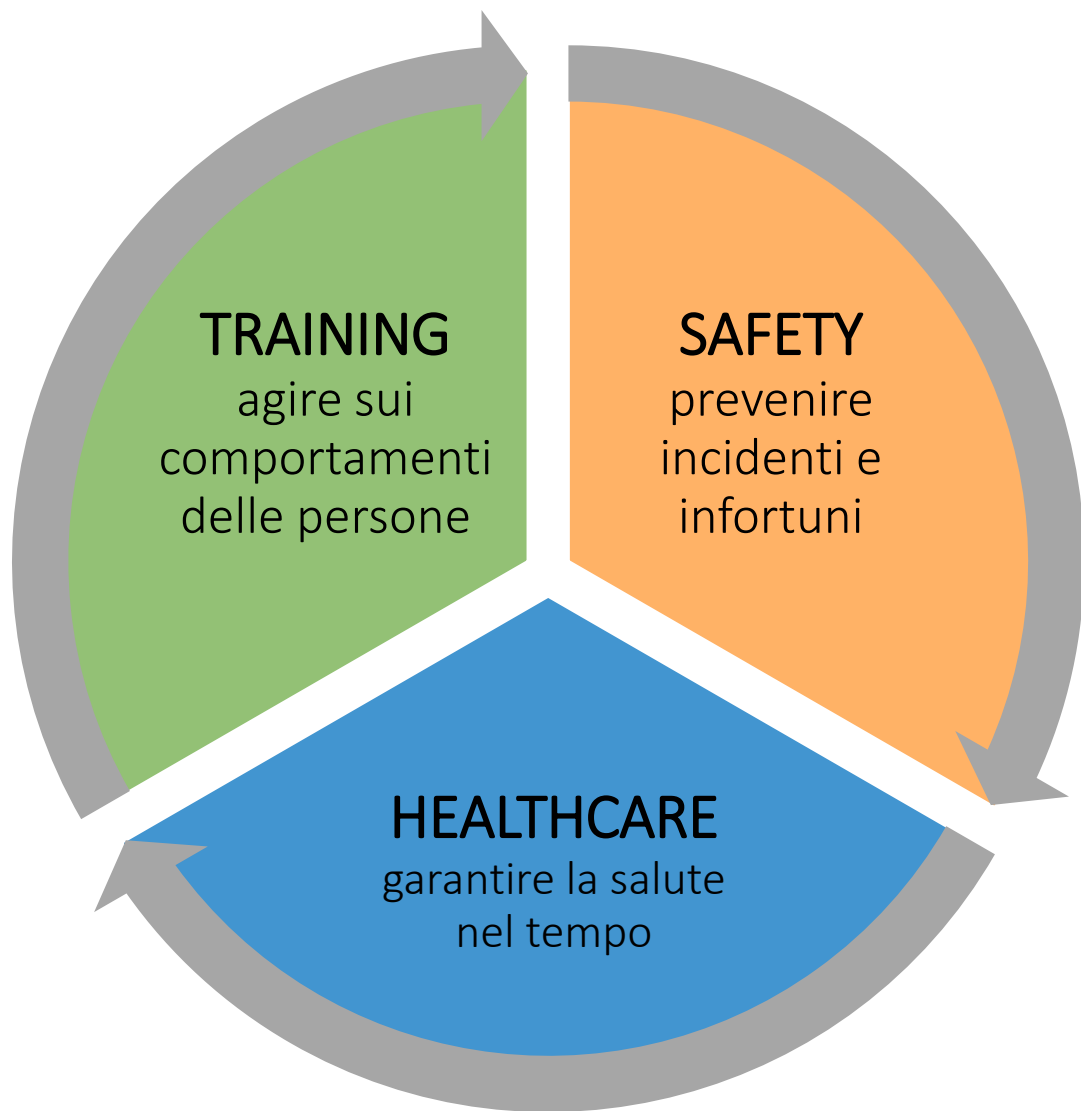 TRAINING
agire sui
comportamenti
delle persone
SAFETY
prevenire
incidenti e
infortuni
HEALTHCARE
garantire la salute
nel tempo